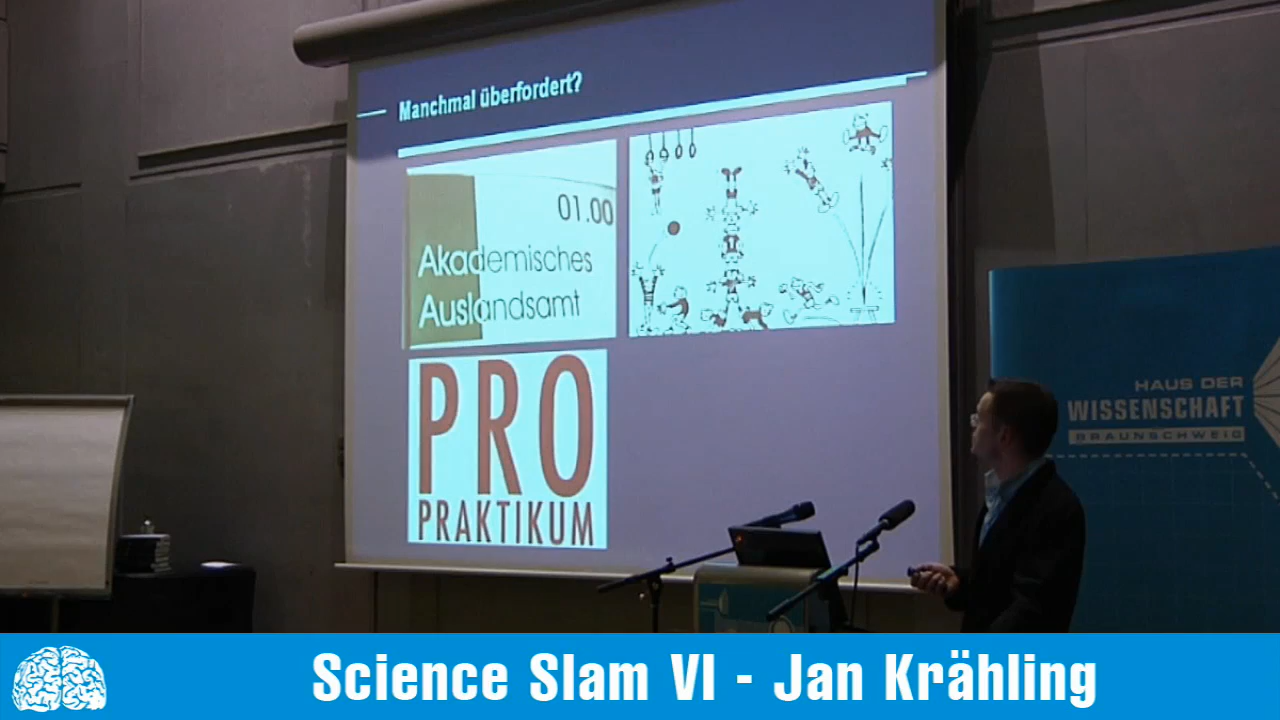 Manchmal überfordert?
01.00
Akademisches
Auslandsamt
PRO
PRAKTIKUM
HAUS DER
WISSENSCHAFT
BRAUNSCHWEIG
Science Slam VI - Jan Krähling